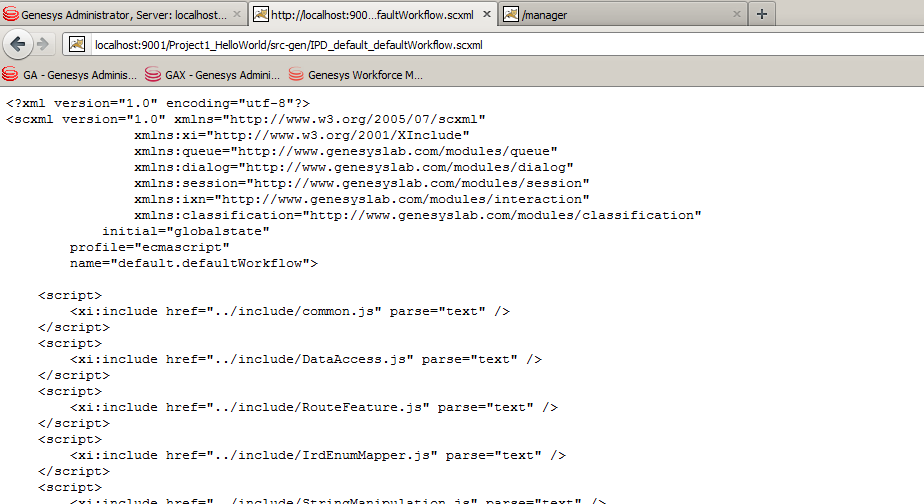 Genesys Administrator, Server: localhost...
http://localhost:900...faultWorkflow.scxml
/manager
localhost:9001/Project1_HelloWorld/src-gen/IPD_default_defaultWorkflow.scxml
GA - Genesys Adminis...
GAX - Genesys Admini...
Genesys Workforce M...
<?xml version="1.0" encoding="utf-8"?>
<scxml version="1.0" xmlns="http://www.w3.org/2005/07/scxml"
xmlns:xi="http://www.w3.org/2001/XInclude"
xmlns:queue="http://www.genesyslab.com/modules/queue"
xmlns:dialog="http://www.genesyslab.com/modules/dialog"
xmlns:session="http://www.genesyslab.com/modules/session"
xmlns:ixn="http://www.genesyslab.com/modules/interaction"
xmlns:classification="http://www.genesyslab.com/modules/classification"
initial="globalstate"
profile="ecmascript"
name="default.defaultWorkflow">
<script>
<xi:include href="../include/common.js" parse="text" />
</script>
<script>
<xi:include href="../include/DataAccess.js" parse="text" />
</script>
<script>
<xi:include href="../include/RouteFeature.js" parse="text" />
</script>
<script>
<xi:include href="../include/IrdEnumMapper.js" parse="text" />
</script>
<script>
<xi:include href="../include/StringManipulation.js" parse="text" />